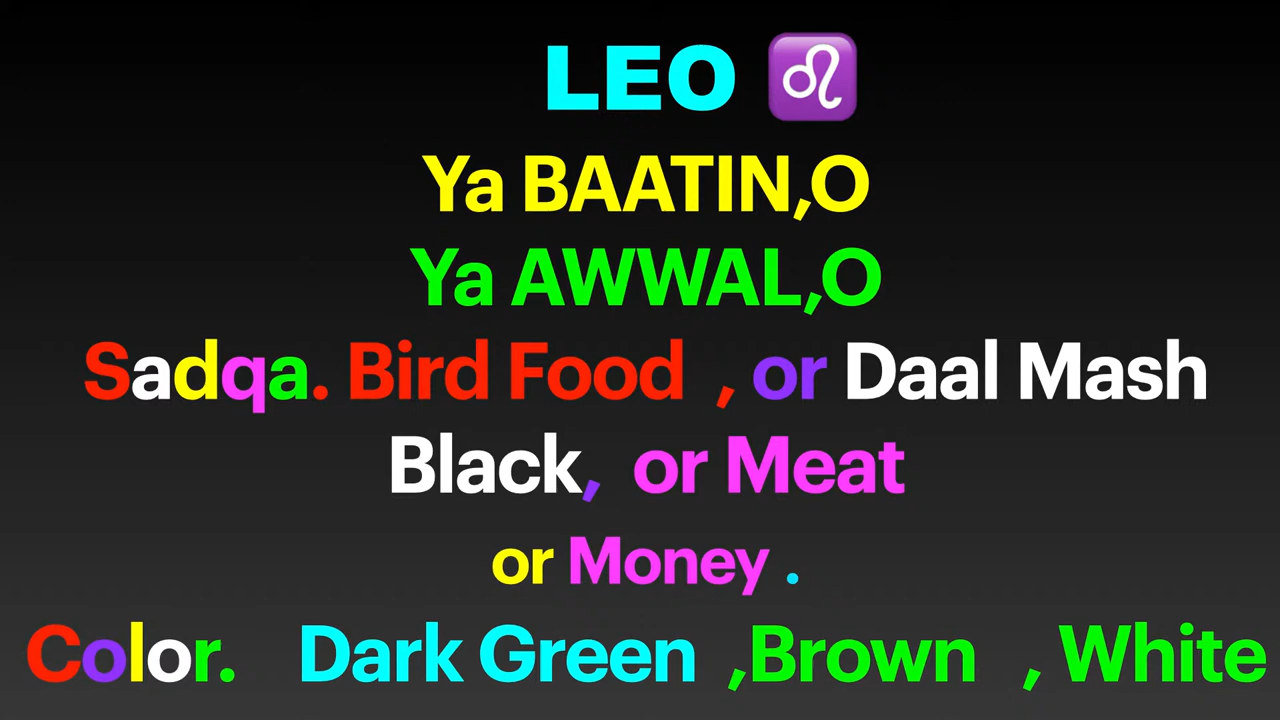 LEO ♌
Ya BAATIN,O
Ya AWWAL,O
Sadqa. Bird Food , or Daal Mash
Black, or Meat
or Money .
Color. Dark Green ,Brown , White